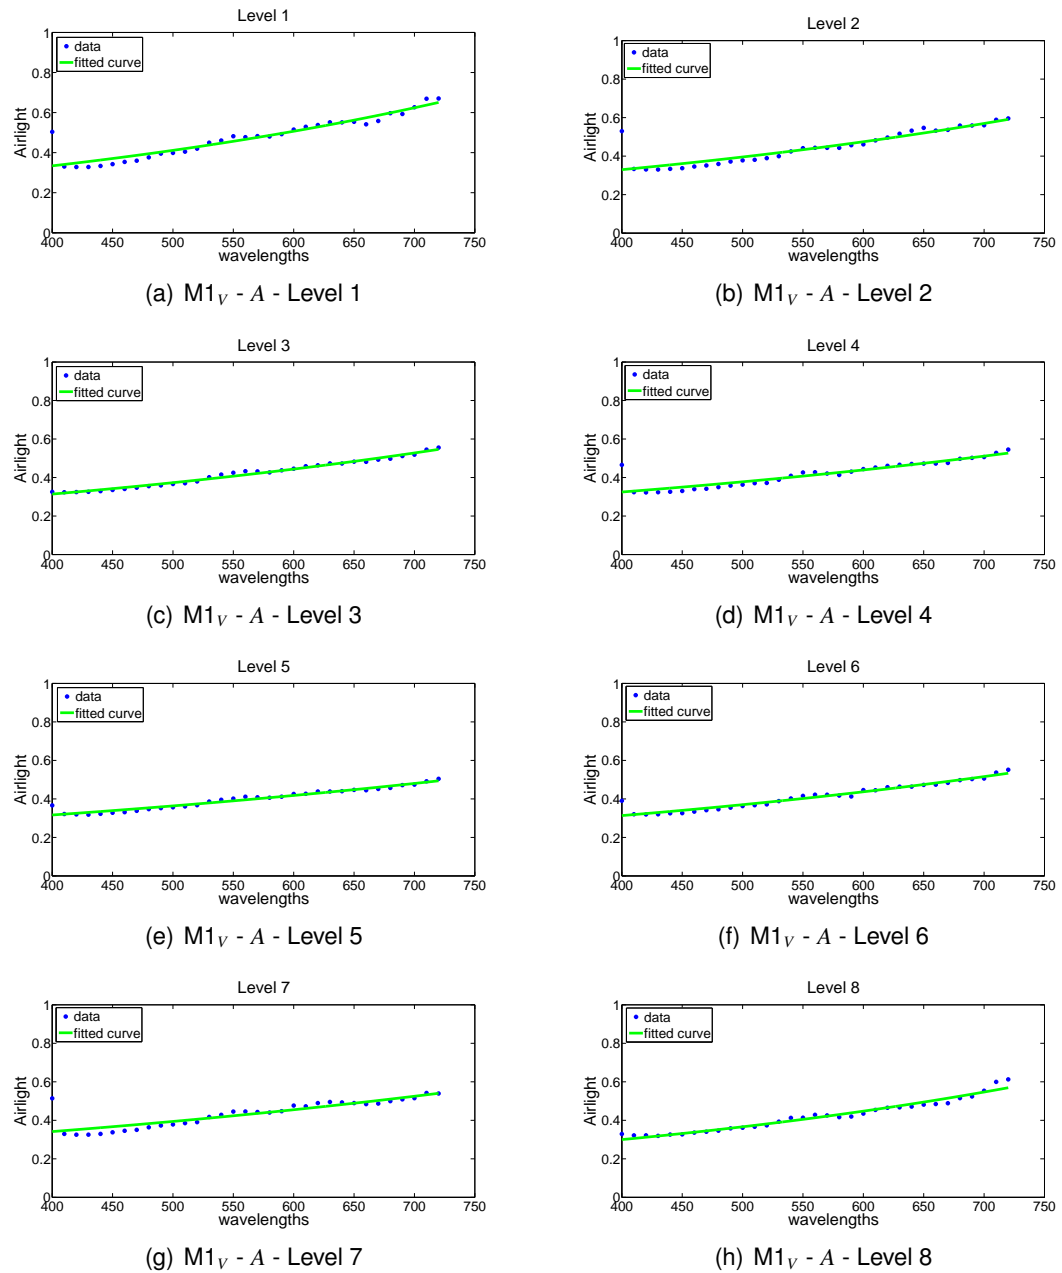 Level 1
data
fitted curve
1
0.8
0.6
0.4
0.2
0
Airlight
400 450 500 550 600 650 700 750
wavelengths
(a) M1V - A - Level 1
Level 2
data
fitted curve
1
0.8
0.6
0.4
0.2
0
Airlight
400 450 500 550 600 650 700 750
wavelengths
(b) M1V - A - Level 2
Level 3
data
fitted curve
1
0.8
0.6
0.4
0.2
0
Airlight
400 450 500 550 600 650 700 750
wavelengths
(c) M1V - A - Level 3
Level 4
data
fitted curve
1
0.8
0.6
0.4
0.2
0
Airlight
400 450 500 550 600 650 700 750
wavelengths
(d) M1V - A - Level 4
Level 5
data
fitted curve
1
0.8
0.6
0.4
0.2
0
Airlight
400 450 500 550 600 650 700 750
wavelengths
(e) M1V - A - Level 5
Level 6
data
fitted curve
1
0.8
0.6
0.4
0.2
0
Airlight
400 450 500 550 600 650 700 750
wavelengths
(f) M1V - A - Level 6
Level 7
data
fitted curve
1
0.8
0.6
0.4
0.2
0
Airlight
400 450 500 550 600 650 700 750
wavelengths
(g) M1V - A - Level 7
Level 8
data
fitted curve
1
0.8
0.6
0.4
0.2
0
Airlight
400 450 500 550 600 650 700 750
wavelengths
(h) M1V - A - Level 8